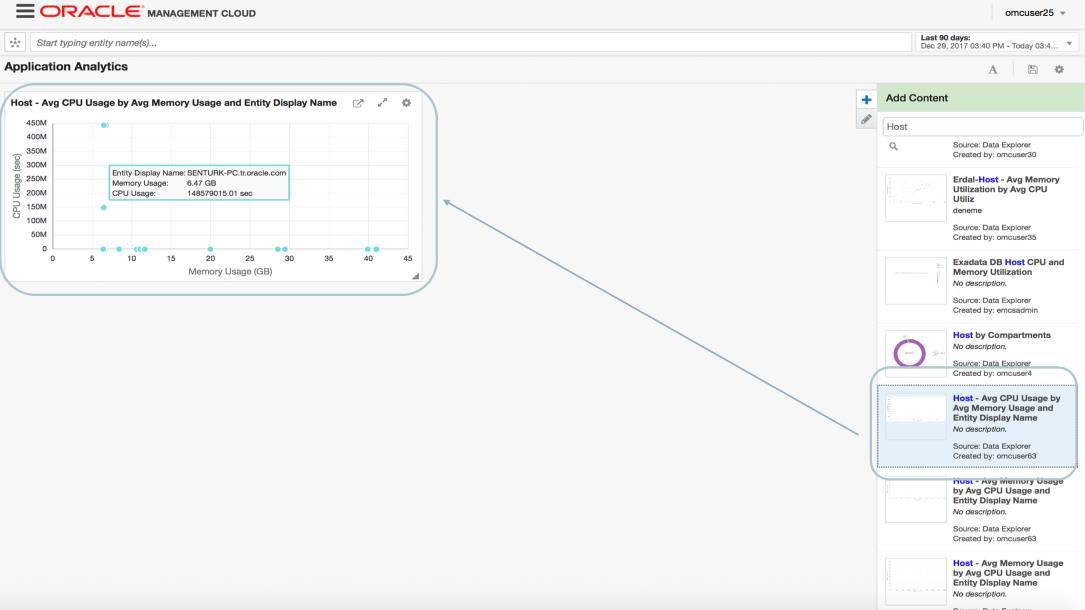 ORACLE MANAGEMENT CLOUD
omcuser25
Start typing entity name(s)...
Last 90 days:
Dec 29, 2017 03:40 PM - Today 03:4...
Application Analytics
A
Host - Avg CPU Usage by Avg Memory Usage and Entity Display Name
450M
400M
350M
300M
250M
200M
150M
100M
50M
0
CPU Usage (sec)
Entity Display Name: SENTURK-PC.tr.oracle.com
Memory Usage: 6.47 GB
CPU Usage: 148579015.01 sec
0 5 10 15 20 25 30 35 40 45
Memory Usage (GB)
Add Content
Host
Source: Data Explorer
Created by: omcuser30
Erdal-Host - Avg Memory
Utilization by Avg CPU
Utiliz
deneme
Source: Data Explorer
Created by: omcuser35
Exadata DB Host CPU and
Memory Utilization
No description.
Source: Data Explorer
Created by: emcsadmin
Host by Compartments
No description.
Source: Data Explorer
Created by: omcuser4
Host - Avg CPU Usage by
Avg Memory Usage and
Entity Display Name
No description.
Source: Data Explorer
Created by: omcuser63
Host - Avg Memory Usage
by Avg CPU Usage and
Entity Display Name
No description.
Source: Data Explorer
Created by: omcuser63
Host - Avg Memory Usage
by Avg CPU Usage and
Entity Display Name
No description.